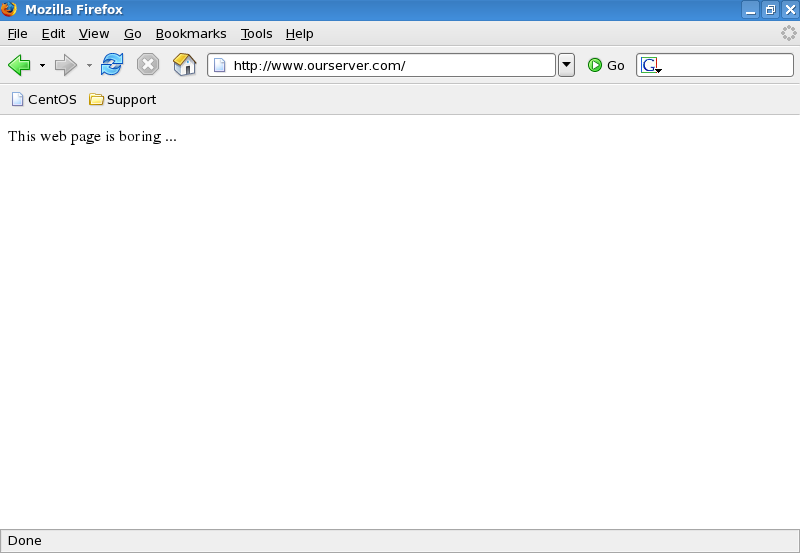 Mozilla Firefox
File Edit View Go Bookmarks Tools Help
http://www.ourserver.com/ Go G
CentOS Support
This web page is boring ...
Done